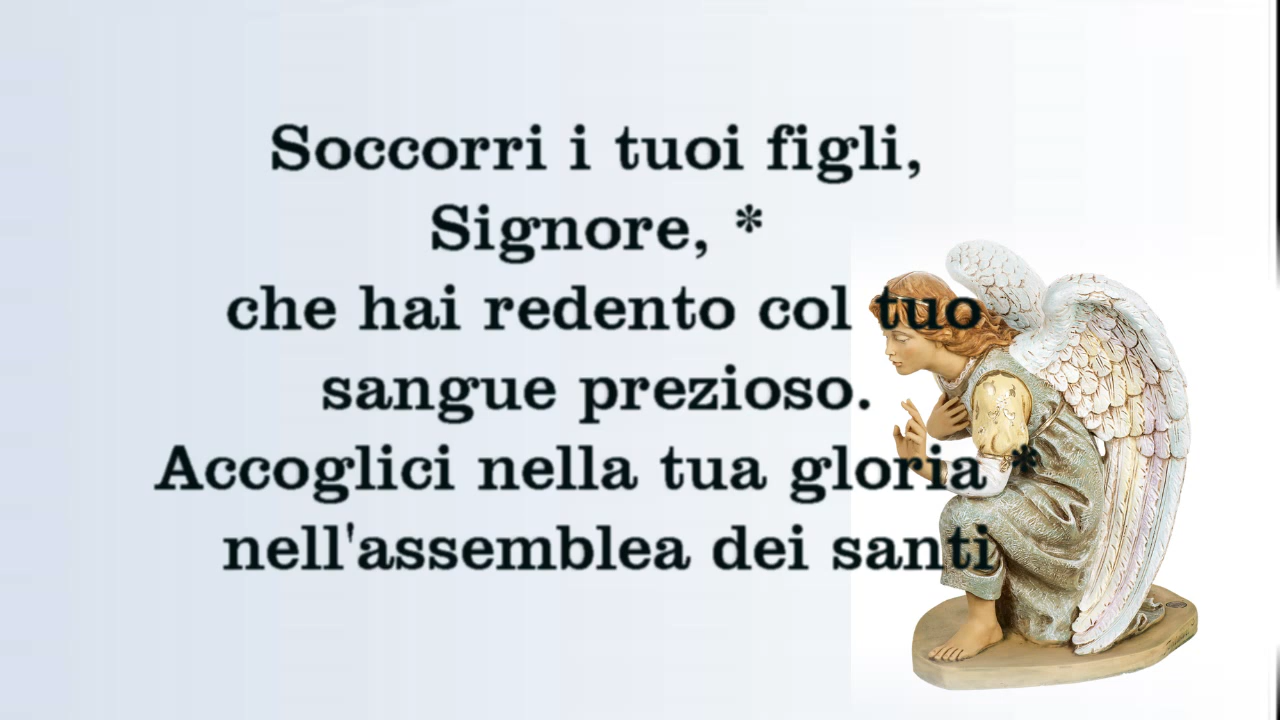 Soccorri i tuoi figli,
Signore, *
che hai redento col tuo
sangue prezioso.
Accoglici nella tua gloria *
nell'assemblea dei santi